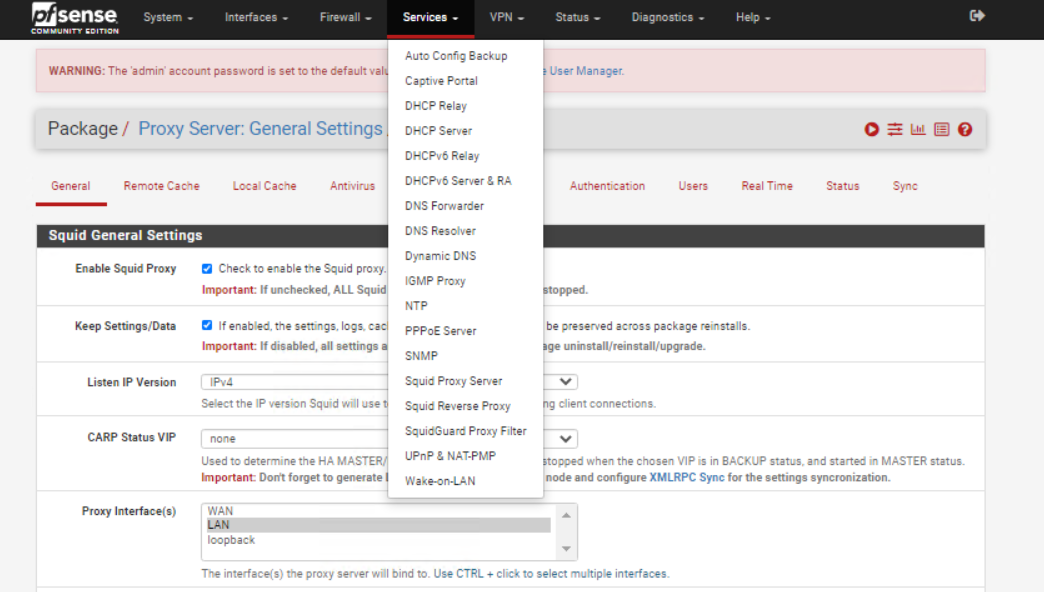 pfsense
COMMUNITY EDITION
System Interfaces Firewall Services VPN Status Diagnostics Help
WARNING: The 'admin' account password is set to the default valu
User Manager.
Package / Proxy Server: General Settings
General Remote Cache Local Cache Antivirus Authentication Users Real Time Status Sync
Auto Config Backup
Captive Portal
DHCP Relay
DHCP Server
DHCPv6 Relay
DHCPv6 Server & RA
DNS Forwarder
DNS Resolver
Dynamic DNS
IGMP Proxy
NTP
PPPoE Server
SNMP
Squid Proxy Server
Squid Reverse Proxy
SquidGuard Proxy Filter
UPnP & NAT-PMP
Wake-on-LAN
Squid General Settings
Enable Squid Proxy
Check to enable the Squid proxy.
Important: If unchecked, ALL Squid stopped.
Keep Settings/Data
If enabled, the settings, logs, cac be preserved across package reinstalls.
Important: If disabled, all settings a age uninstall/reinstall/upgrade.
Listen IP Version
IPv4
Select the IP version Squid will use t ng client connections.
CARP Status VIP
none
Used to determine the HA MASTER/ stopped when the chosen VIP is in BACKUP status, and started in MASTER status.
Important: Don't forget to generate node and configure XMLRPC Sync for the settings syncronization.
Proxy Interface(s)
WAN
LAN
loopback
The interface(s) the proxy server will bind to. Use CTRL + click to select multiple interfaces.